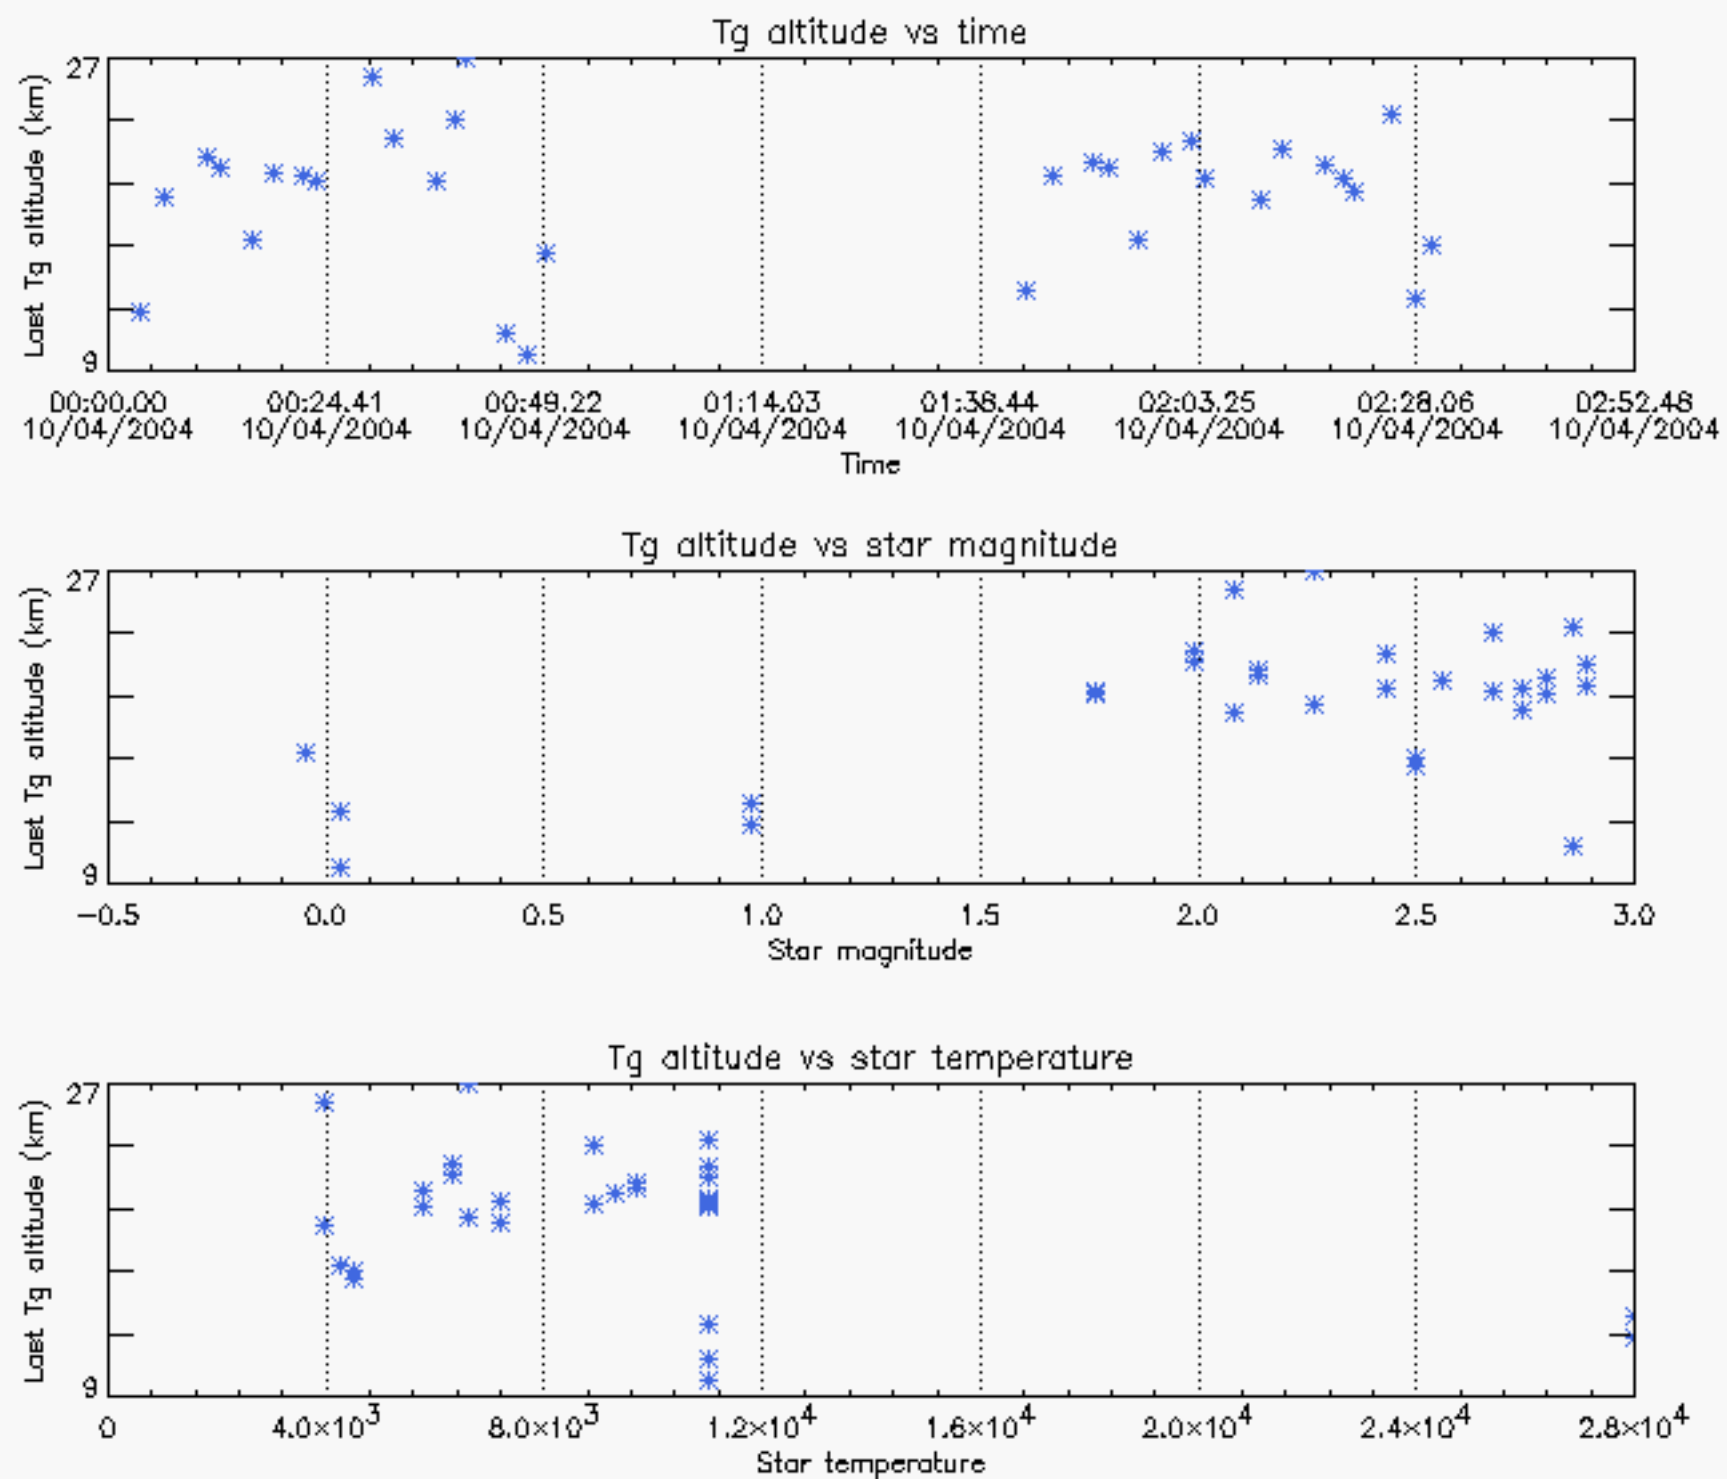 Tg altitude vs time
Last Tg altitude (km)
27
9
00:00.00 00:24.41 00:49.22 01:14.03 01:38.44 02:03.25 02:28.06 02:52.48
10/04/2004 10/04/2004 10/04/2004 10/04/2004 10/04/2004 10/04/2004 10/04/2004 10/04/2004
Time
Tg altitude vs star magnitude
Last Tg altitude (km)
27
9
−0.5 0.0 0.5 1.0 1.5 2.0 2.5 3.0
Star magnitude
Tg altitude vs star temperature
Last Tg altitude (km)
27
9
0 4.0×10³ 8.0×10³ 1.2×10⁴ 1.6×10⁴ 2.0×10⁴ 2.4×10⁴ 2.8×10⁴
Star temperature